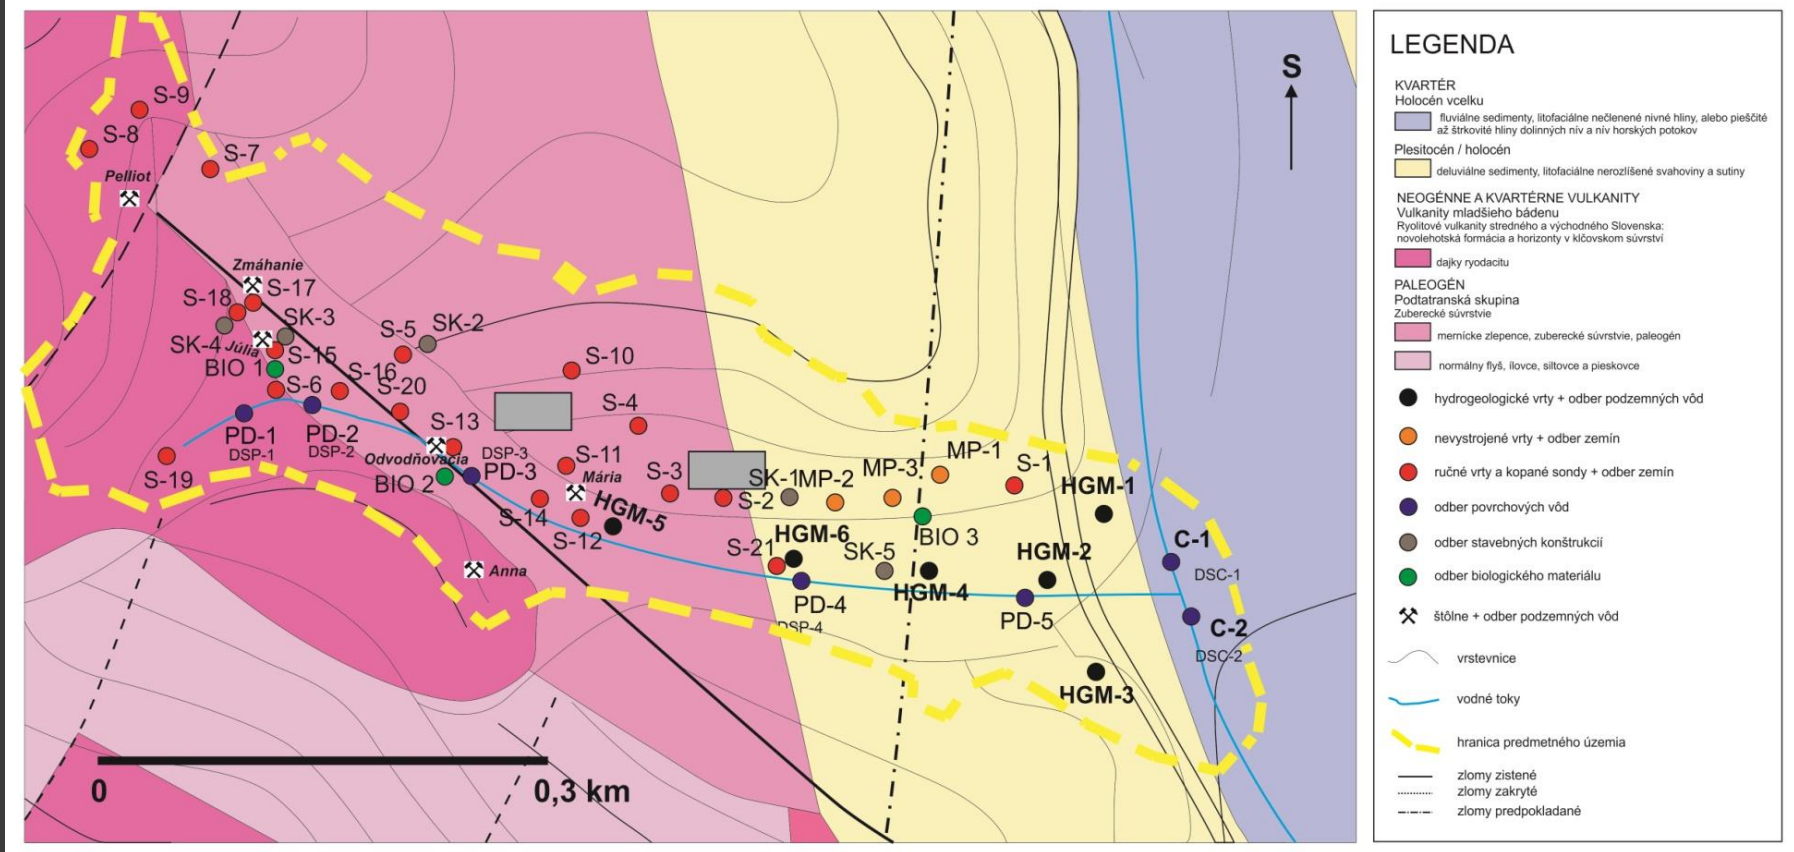 S
S-9
S-8
S-7
Pelliot
Zmáhanie
S-17
S-18
SK-3
SK-4
Júlia
S-15
BIO 1
S-16
S-6
S-5
SK-2
S-20
S-10
S-4
PD-1
DSP-1
PD-2
DSP-2
S-19
S-13
DSP-3
Odvodňovacia
PD-3
BIO 2
S-11
Mária
S-3
S-14
S-12
HGM-5
S-2
SK-1
MP-2
MP-3
MP-1
S-1
HGM-1
BIO 3
S-21
HGM-6
SK-5
HGM-4
HGM-2
PD-4
DSP-4
PD-5
C-1
DSC-1
C-2
DSC-2
HGM-3
Anna
0
0,3 km
LEGENDA
KVARTÉR
Holocén vcelku
fluviálne sedimenty, litofaciálne nečlenené nivné hliny, alebo piesčité
až štrkovité hliny dolinných nív a nív horských potokov
Plesitocén / holocén
deluviálne sedimenty, litofaciálne nerozlíšené svahoviny a sutiny
NEOGÉNNE A KVARTÉRNE VULKANITY
Vulkanity mladšieho bádenu
Ryolitové vulkanity stredného a východného Slovenska:
novolehotská formácia a horizonty v klčovskom súvrství
dajky ryodacitu
PALEOGÉN
Podtatranská skupina
Zuberecké súvrstvie
mernícke zlepence, zuberecké súvrstvie, paleogén
normálny flyš, ílovce, siltovce a pieskovce
hydrogeologické vrty + odber podzemných vôd
nevystrojené vrty + odber zemín
ručné vrty a kopané sondy + odber zemín
odber povrchových vôd
odber stavebných konštrukcií
odber biologického materiálu
štôlne + odber podzemných vôd
vrstevnice
vodné toky
hranica predmetného územia
zlomy zistené
zlomy zakryté
zlomy predpokladané